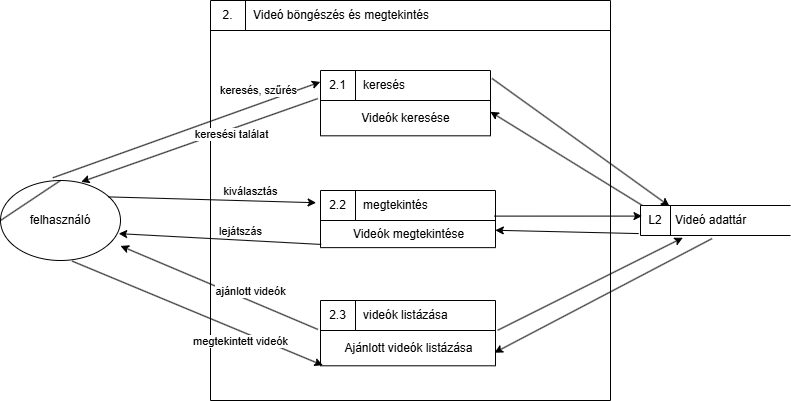 2. Videó böngészés és megtekintés
2.1 keresés
Videók keresése
keresés, szűrés
keresési találat
kiválasztás
2.2 megtekintés
Videók megtekintése
felhasználó
L2 Videó adattár
lejátszás
ajánlott videók
2.3 videók listázása
Ajánlott videók listázása
megtekintett videók